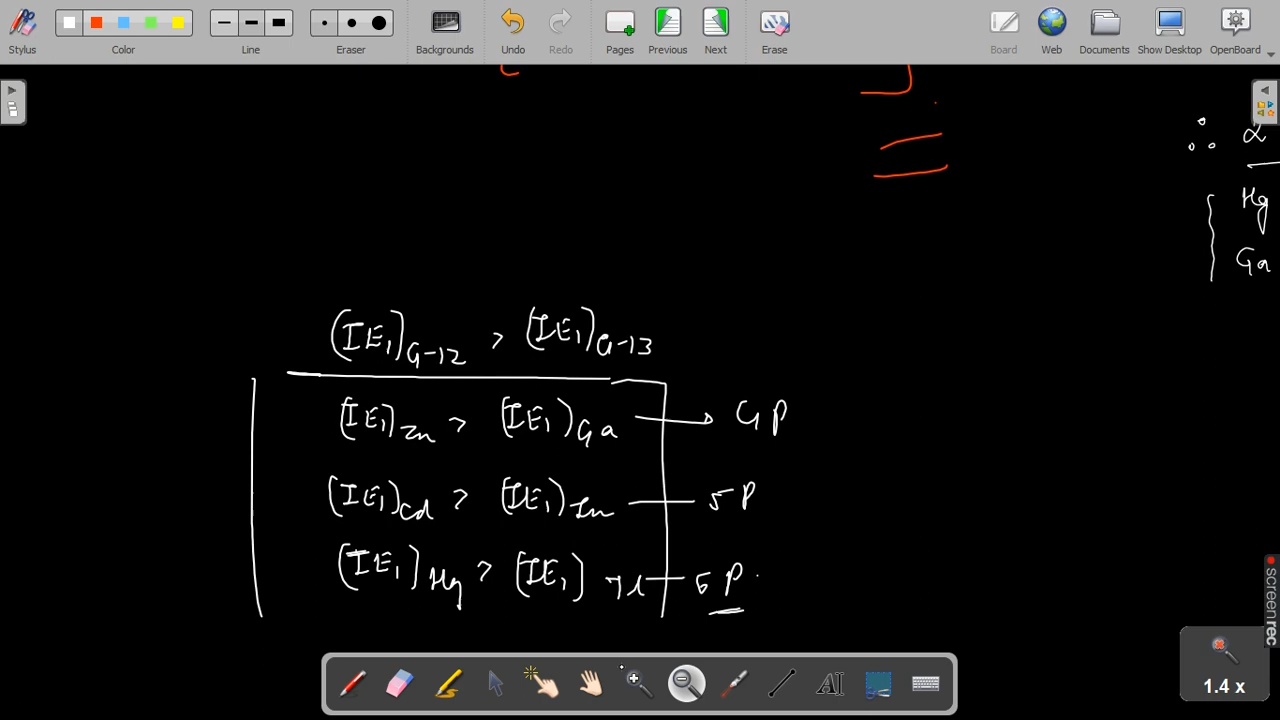 Stylus Color Line Eraser Backgrounds Undo Redo Pages Previous Next Erase Board Web Documents Show Desktop OpenBoard
∴ α
Hg
Ga
(IE₁)G-12 > (IE₁)G-13
(IE₁)Zn > (IE₁)Ga → 4P
(IE₁)Cd > (IE₁)In — 5P
(IE₁)Hg > (IE₁)Tl — 6P
screenrec
1.4 x